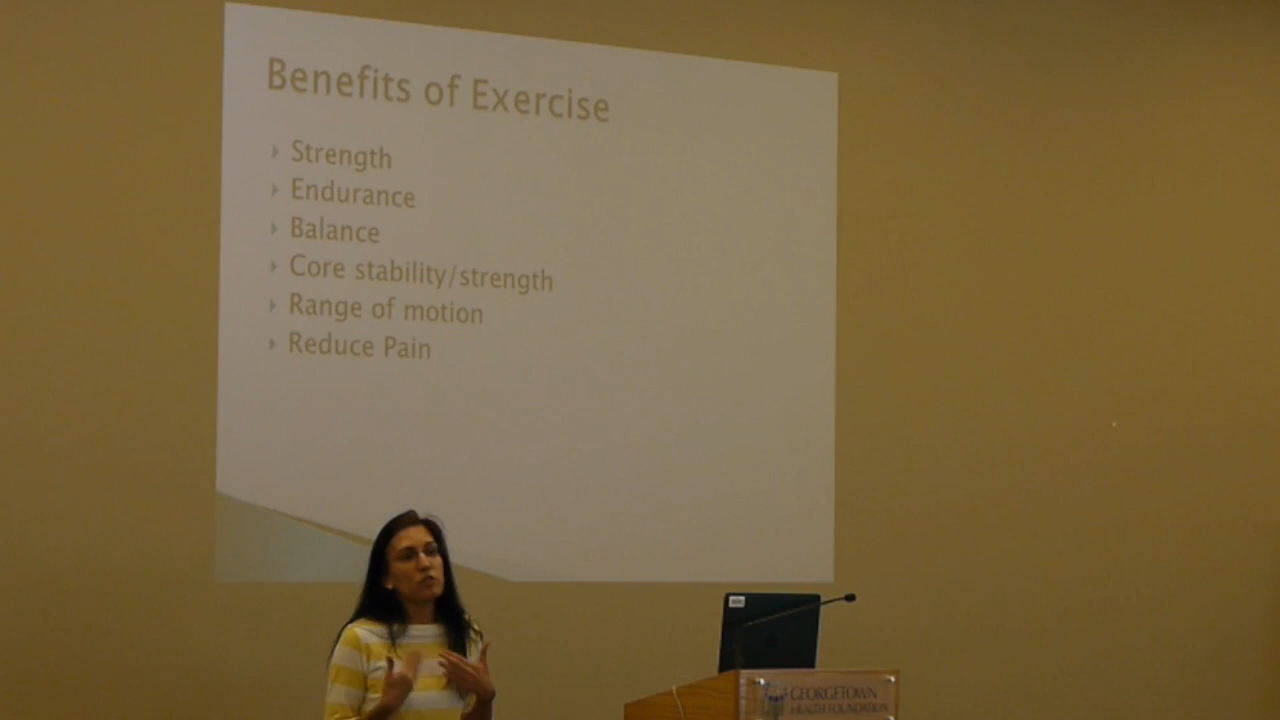 Benefits of Exercise
Strength
Endurance
Balance
Core stability/strength
Range of motion
Reduce Pain
GEORGETOWN
HEALTH FOUNDATION